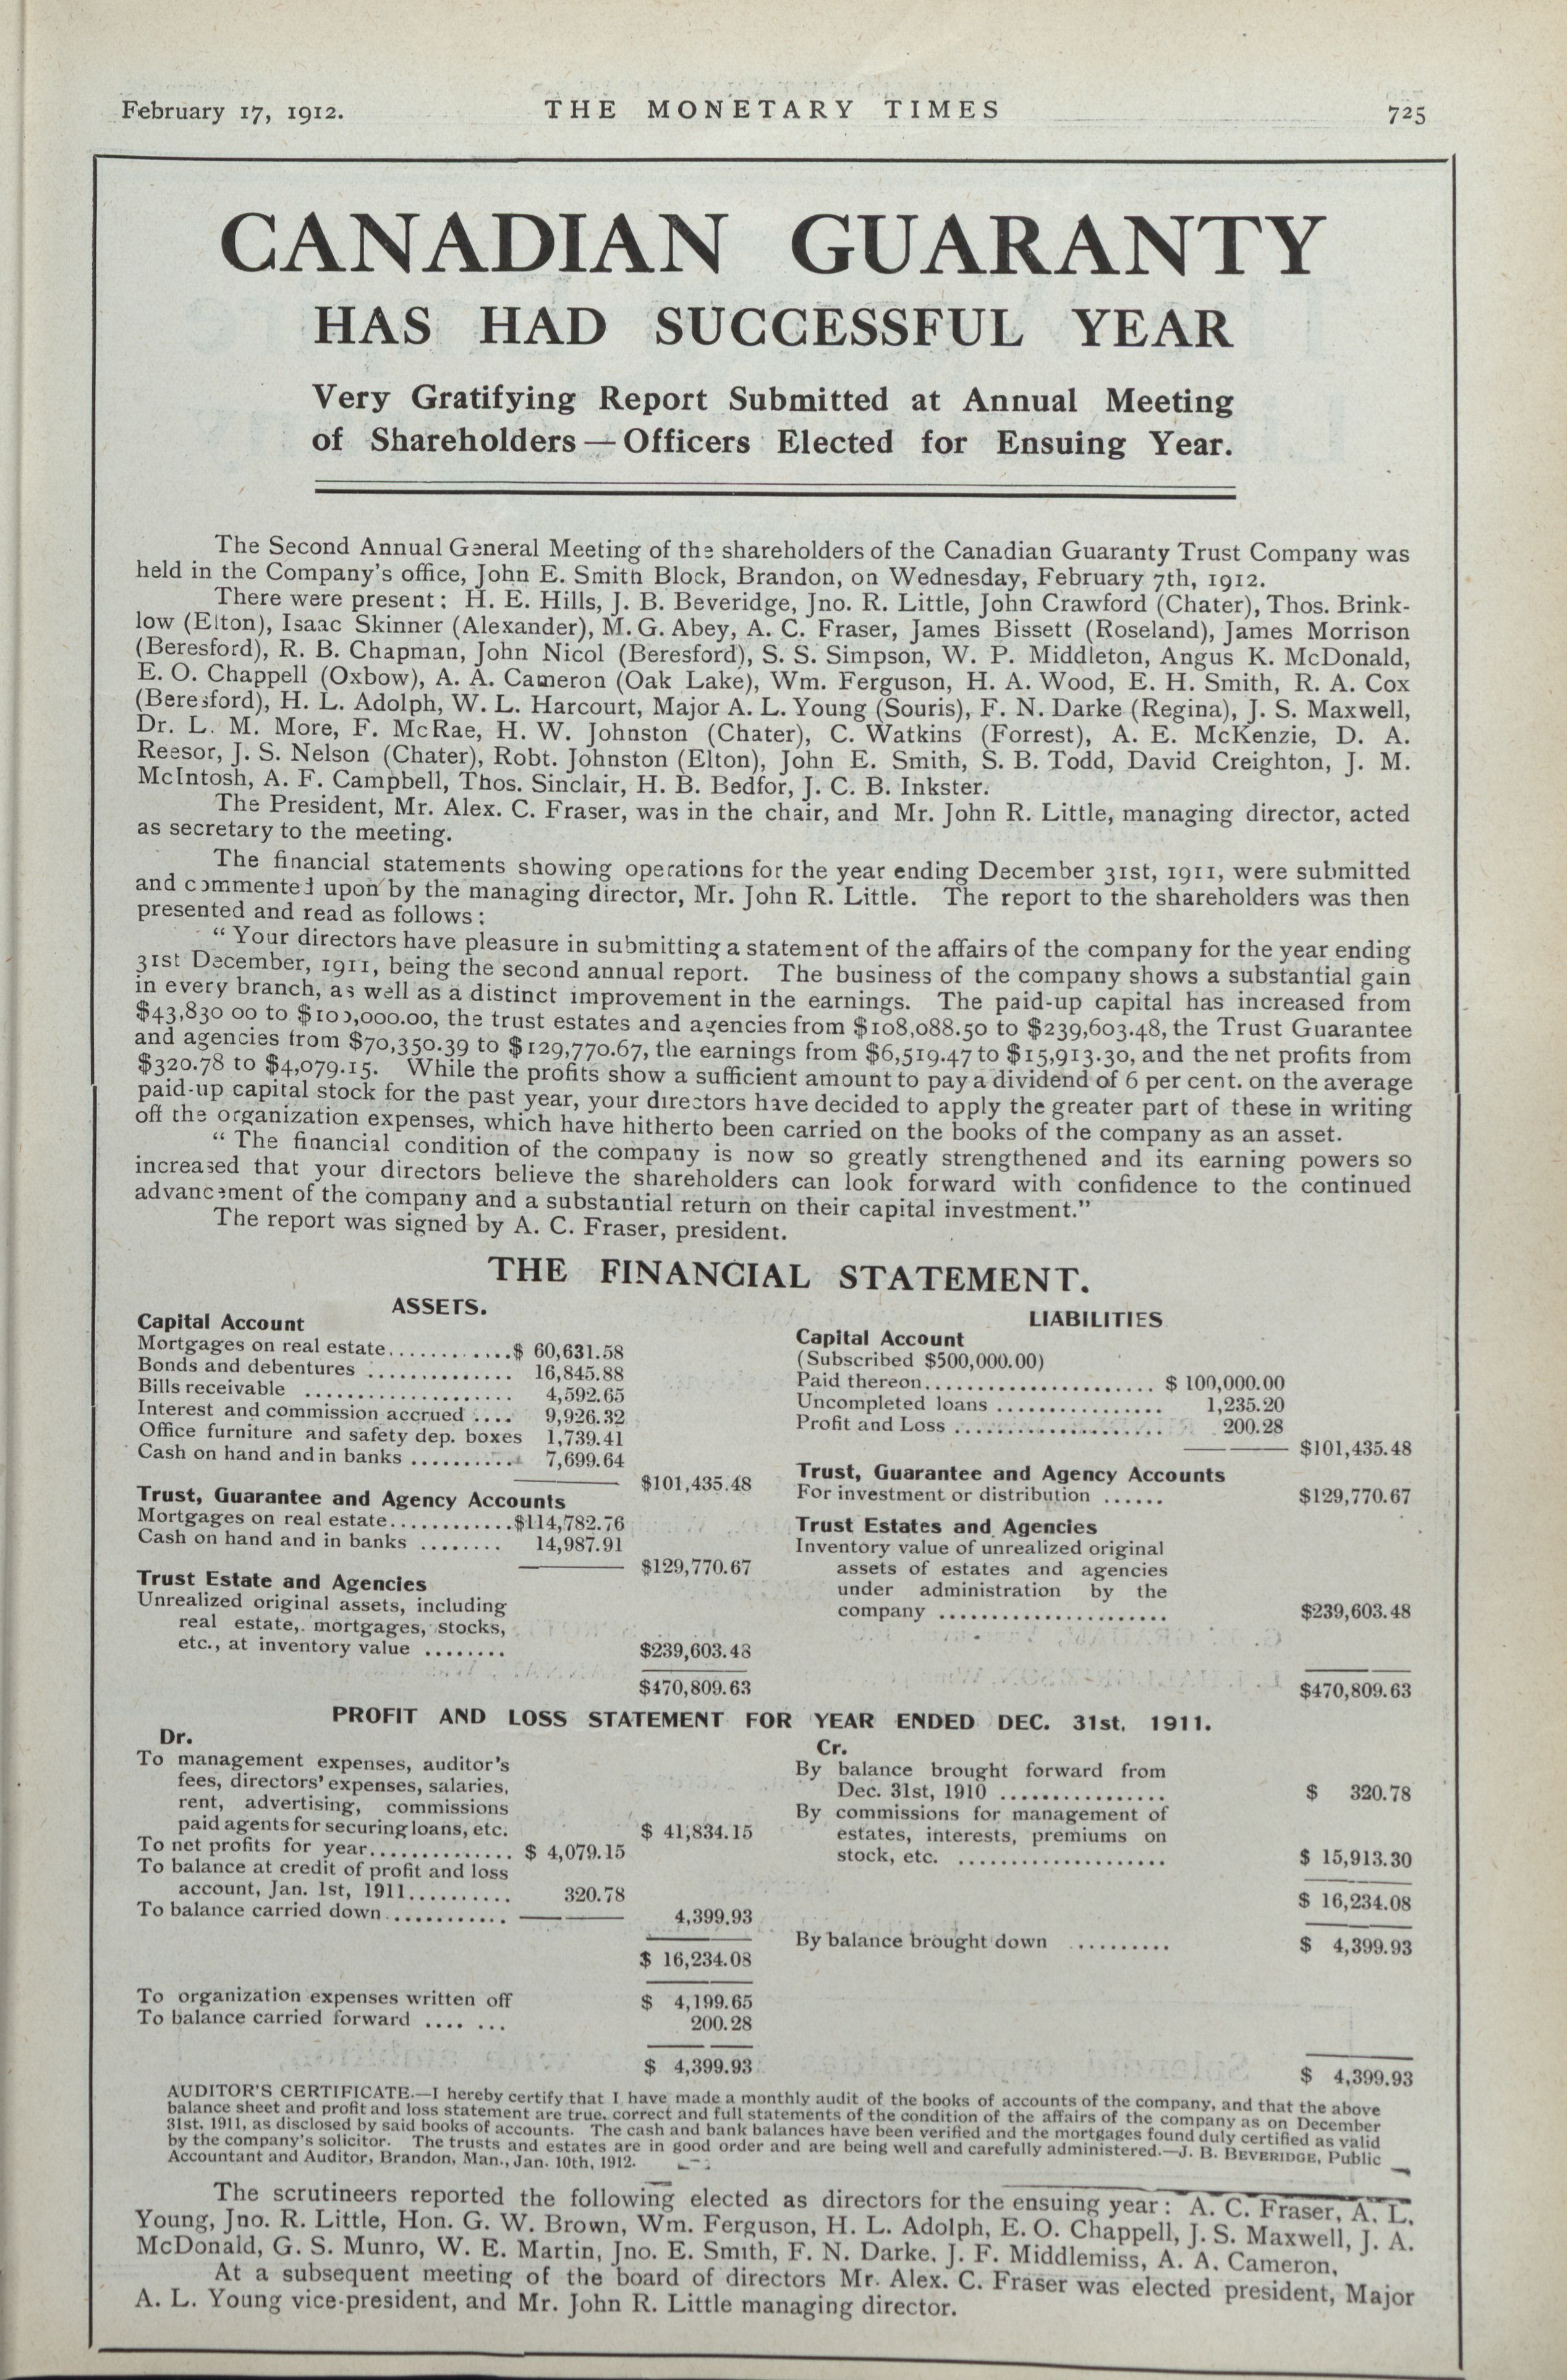 February 17, 1912.
THE MONETARY TIMES
725
CANADIAN GUARANTY
HAS HAD SUCCESSFUL YEAR
Very Gratifying Report Submitted at Annual Meeting
of Shareholders — Officers Elected for Ensuing Year.
The Second Annual General Meeting of the shareholders of the Canadian Guaranty Trust Company was
held in the Company's office, John E. Smith Block, Brandon, on Wednesday, February 7th, 1912.
There were present: H. E. Hills, J. B. Beveridge, Jno. R. Little, John Crawford (Chater), Thos. Brink-
low (Elton), Isaac Skinner (Alexander), M. G. Abey, A. C. Fraser, James Bissett (Roseland), James Morrison
(Beresford), R. B. Chapman, John Nicol (Beresford), S. S. Simpson, W. P. Middleton, Angus K. McDonald,
E. O. Chappell (Oxbow), A. A. Cameron (Oak Lake), Wm. Ferguson, H. A. Wood, E. H. Smith, R. A. Cox
(Beresford), H. L. Adolph, W. L. Harcourt, Major A. L. Young (Souris), F. N. Darke (Regina), J. S. Maxwell,
Dr. L. M. More, F. McRae, H. W. Johnston (Chater), C. Watkins (Forrest), A. E. McKenzie, D. A.
Reesor, J. S. Nelson (Chater), Robt. Johnston (Elton), John E. Smith, S. B. Todd, David Creighton, J. M.
McIntosh, A. F. Campbell, Thos. Sinclair, H. B. Bedfor, J. C. B. Inkster.
The President, Mr. Alex. C. Fraser, was in the chair, and Mr. John R. Little, managing director, acted
as secretary to the meeting.
The financial statements showing operations for the year ending December 31st, 1911, were submitted
and commented upon by the managing director, Mr. John R. Little. The report to the shareholders was then
presented and read as follows:
"Your directors have pleasure in submitting a statement of the affairs of the company for the year ending
31st December, 1911, being the second annual report. The business of the company shows a substantial gain
in every branch, as well as a distinct improvement in the earnings. The paid-up capital has increased from
$43,830 00 to $100,000.00, the trust estates and agencies from $108,088.50 to $239,603.48, the Trust Guarantee
and agencies from $70,350.39 to $129,770.67, the earnings from $6,519.47 to $15,913.30, and the net profits from
$320.78 to $4,079.15. While the profits show a sufficient amount to pay a dividend of 6 per cent. on the average
paid-up capital stock for the past year, your directors have decided to apply the greater part of these in writing
off the organization expenses, which have hitherto been carried on the books of the company as an asset.
"The financial condition of the company is now so greatly strengthened and its earning powers so
increased that your directors believe the shareholders can look forward with confidence to the continued
advancement of the company and a substantial return on their capital investment."
The report was signed by A. C. Fraser, president.
THE FINANCIAL STATEMENT.
ASSETS.
Capital Account
Mortgages on real estate............$ 60,631.58
Bonds and debentures .............. 16,845.88
Bills receivable .................... 4,592.65
Interest and commission accrued .... 9,926.32
Office furniture and safety dep. boxes 1,739.41
Cash on hand and in banks .......... 7,699.64
$101,435.48
Trust, Guarantee and Agency Accounts
Mortgages on real estate............$114,782.76
Cash on hand and in banks ........ 14,987.91
$129,770.67
Trust Estate and Agencies
Unrealized original assets, including
real estate, mortgages, stocks,
etc., at inventory value ........ $239,603.48
$470,809.63
LIABILITIES
Capital Account
(Subscribed $500,000.00)
Paid thereon...................... $ 100,000.00
Uncompleted loans ................ 1,235.20
Profit and Loss .................... 200.28
$101,435.48
Trust, Guarantee and Agency Accounts
For investment or distribution ...... $129,770.67
Trust Estates and Agencies
Inventory value of unrealized original
assets of estates and agencies
under administration by the
company ...................... $239,603.48
$470,809.63
PROFIT AND LOSS STATEMENT FOR YEAR ENDED DEC. 31st, 1911.
Dr.
To management expenses, auditor's
fees, directors' expenses, salaries,
rent, advertising, commissions
paid agents for securing loans, etc. $ 41,834.15
To net profits for year.............. $ 4,079.15
To balance at credit of profit and loss
account, Jan. 1st, 1911.......... 320.78
To balance carried down............ 4,399.93
$ 16,234.08
To organization expenses written off $ 4,199.65
To balance carried forward .... ... 200.28
$ 4,399.93
Cr.
By balance brought forward from
Dec. 31st, 1910 ................ $ 320.78
By commissions for management of
estates, interests, premiums on
stock, etc. .................... $ 15,913.30
$ 16,234.08
By balance brought down .......... $ 4,399.93
$ 4,399.93
AUDITOR'S CERTIFICATE.—I hereby certify that I have made a monthly audit of the books of accounts of the company, and that the above
balance sheet and profit and loss statement are true, correct and full statements of the condition of the affairs of the company as on December
31st, 1911, as disclosed by said books of accounts. The cash and bank balances have been verified and the mortgages found duly certified as valid
by the company's solicitor. The trusts and estates are in good order and are being well and carefully administered.—J. B. BEVERIDGE, Public
Accountant and Auditor, Brandon, Man., Jan. 10th, 1912.
The scrutineers reported the following elected as directors for the ensuing year: A. C. Fraser, A. L.
Young, Jno. R. Little, Hon. G. W. Brown, Wm. Ferguson, H. L. Adolph, E. O. Chappell, J. S. Maxwell, J. A.
McDonald, G. S. Munro, W. E. Martin, Jno. E. Smith, F. N. Darke, J. F. Middlemiss, A. A. Cameron,
At a subsequent meeting of the board of directors Mr. Alex. C. Fraser was elected president, Major
A. L. Young vice-president, and Mr. John R. Little managing director.